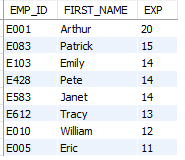 EMP_ID FIRST_NAME EXP
E001 Arthur 20
E083 Patrick 15
E103 Emily 14
E428 Pete 14
E583 Janet 14
E612 Tracy 13
E010 William 12
E005 Eric 11